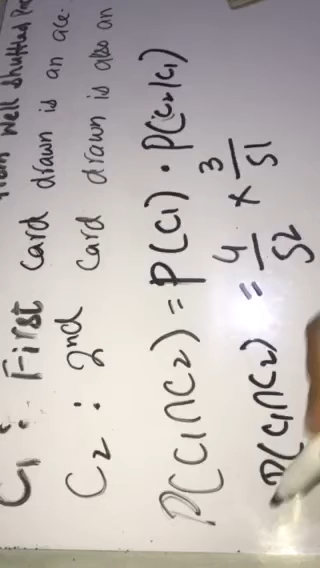 Well Shuffled
C₁ : First card drawn is an ace.
C₂ : 2nd card drawn is also an
P(C₁∩C₂) = P(C₁) · P(C₂|C₁)
P(C₁∩C₂) = 4/52 × 3/51